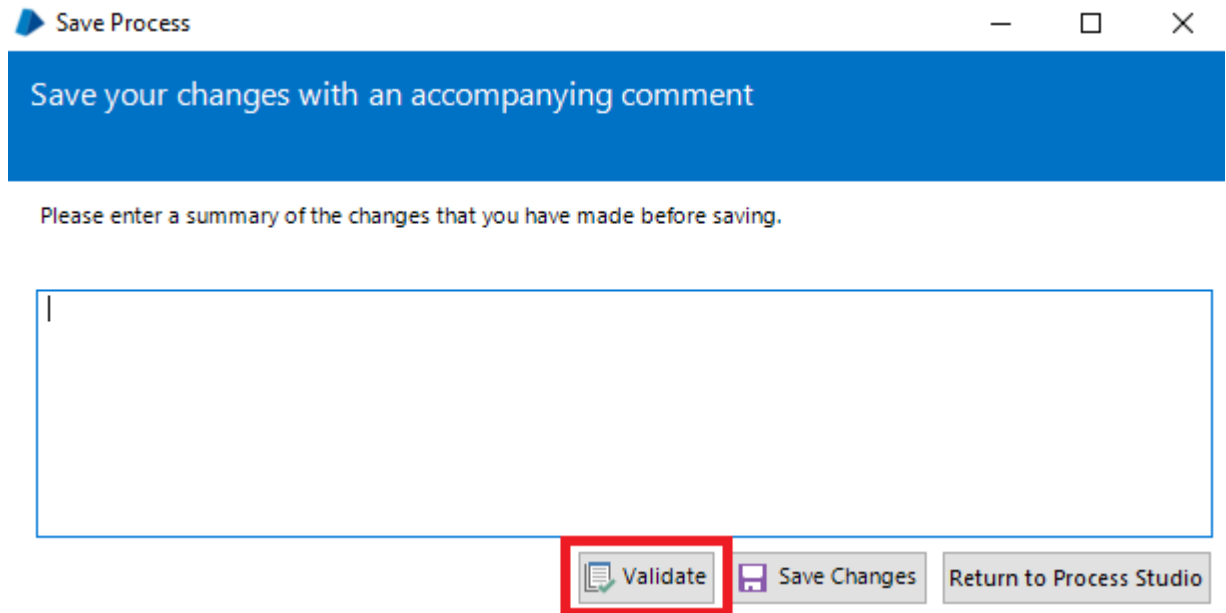 Save Process
Save your changes with an accompanying comment
Please enter a summary of the changes that you have made before saving.
Validate Save Changes Return to Process Studio